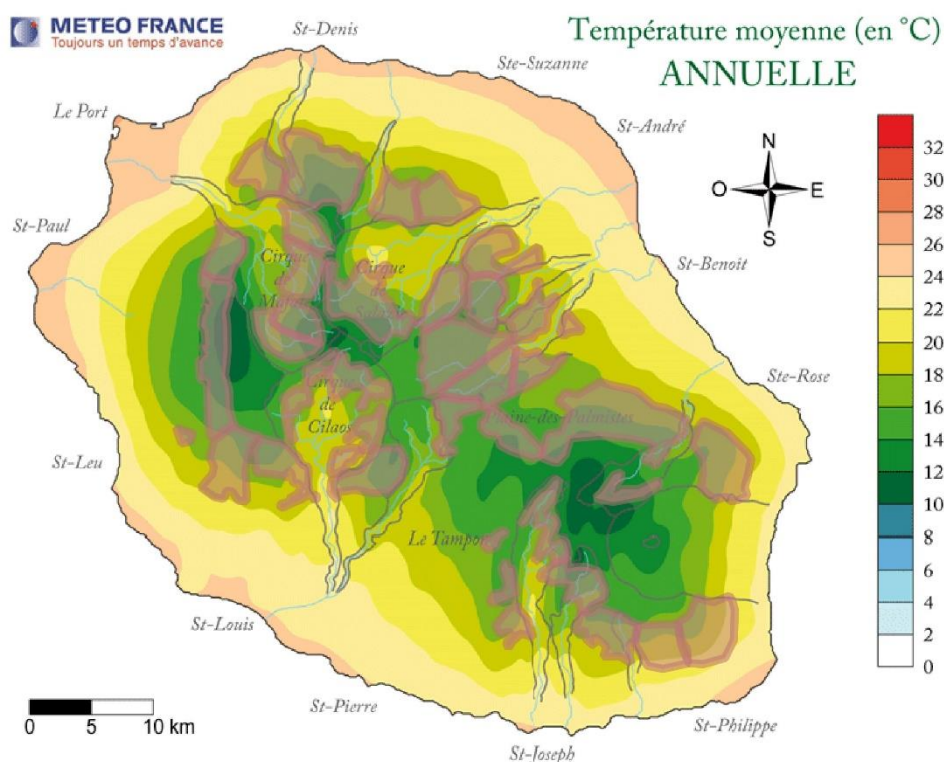 METEO FRANCE
Toujours un temps d'avance
Température moyenne (en °C)
ANNUELLE
St-Denis
Ste-Suzanne
Le Port
St-André
N
O
E
S
St-Paul
St-Benoit
Cirque
de
Cirque
de
Cirque
de
Cilaos
Ste-Rose
Plaine-des-Palmistes
St-Leu
Le Tampon
St-Louis
St-Pierre
St-Joseph
St-Philippe
32
30
28
26
24
22
20
18
16
14
12
10
8
6
4
2
0
0
5
10 km